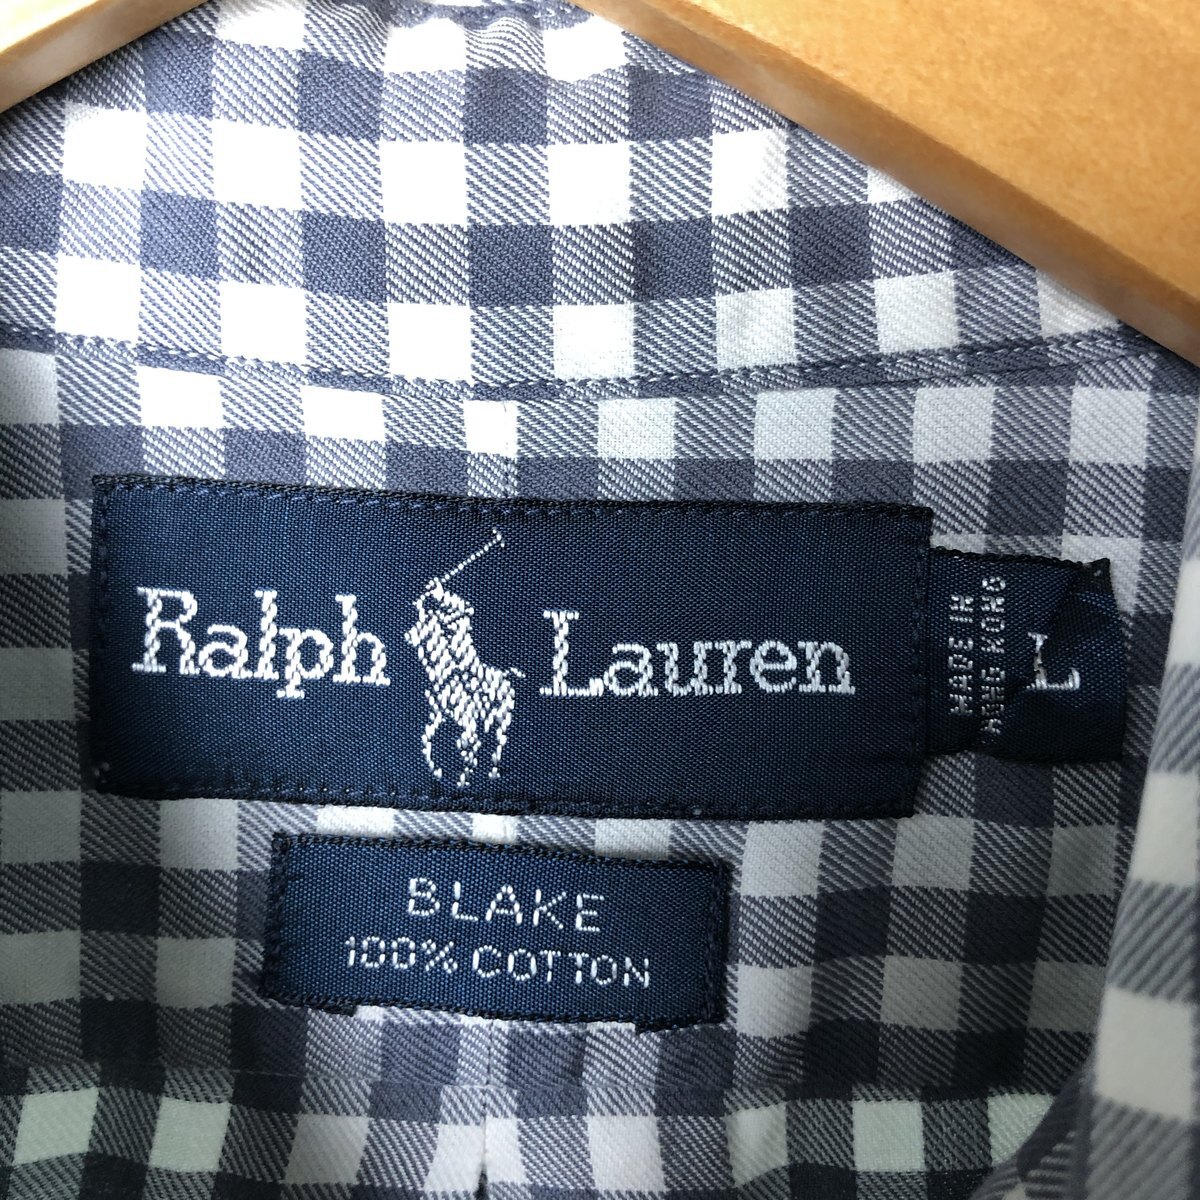 Ralph Lauren
MADE IN
HONG KONG
L
BLAKE
100% COTTON